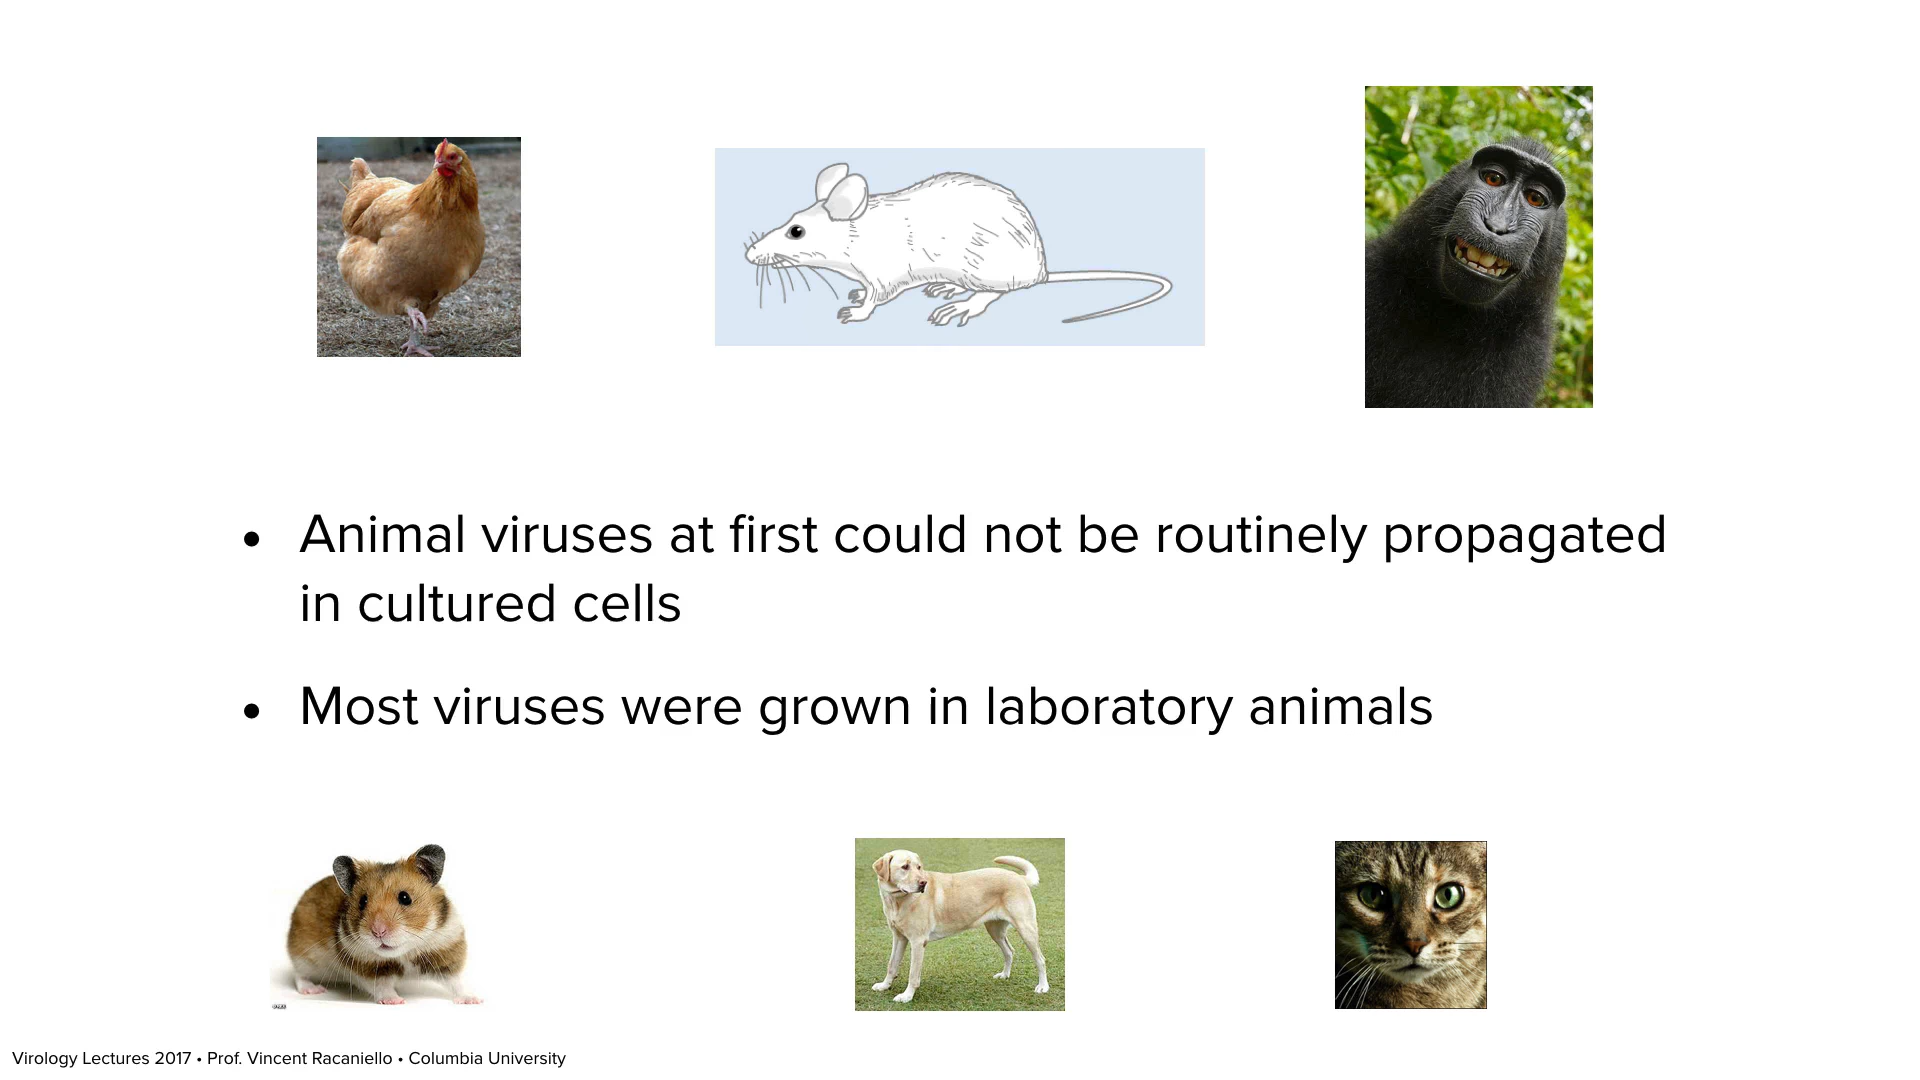 • Animal viruses at first could not be routinely propagated
in cultured cells
• Most viruses were grown in laboratory animals
Virology Lectures 2017 • Prof. Vincent Racaniello • Columbia University